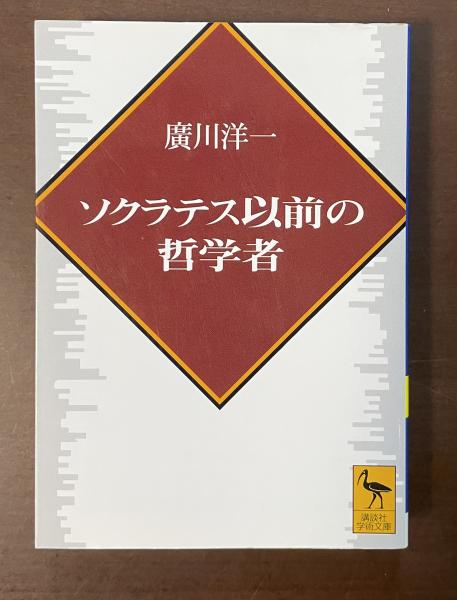 廣川洋一
ソクラテス以前の
哲学者
講談社
学術文庫